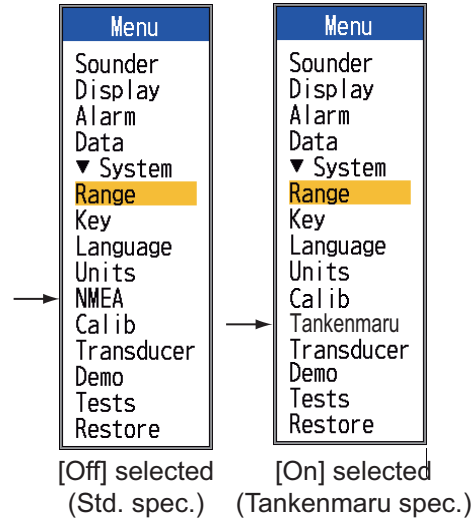 Menu
Sounder
Display
Alarm
Data
▼ System
Range
Key
Language
Units
NMEA
Calib
Transducer
Demo
Tests
Restore
[Off] selected
(Std. spec.)
Menu
Sounder
Display
Alarm
Data
▼ System
Range
Key
Language
Units
Calib
Tankenmaru
Transducer
Demo
Tests
Restore
[On] selected
(Tankenmaru spec.)